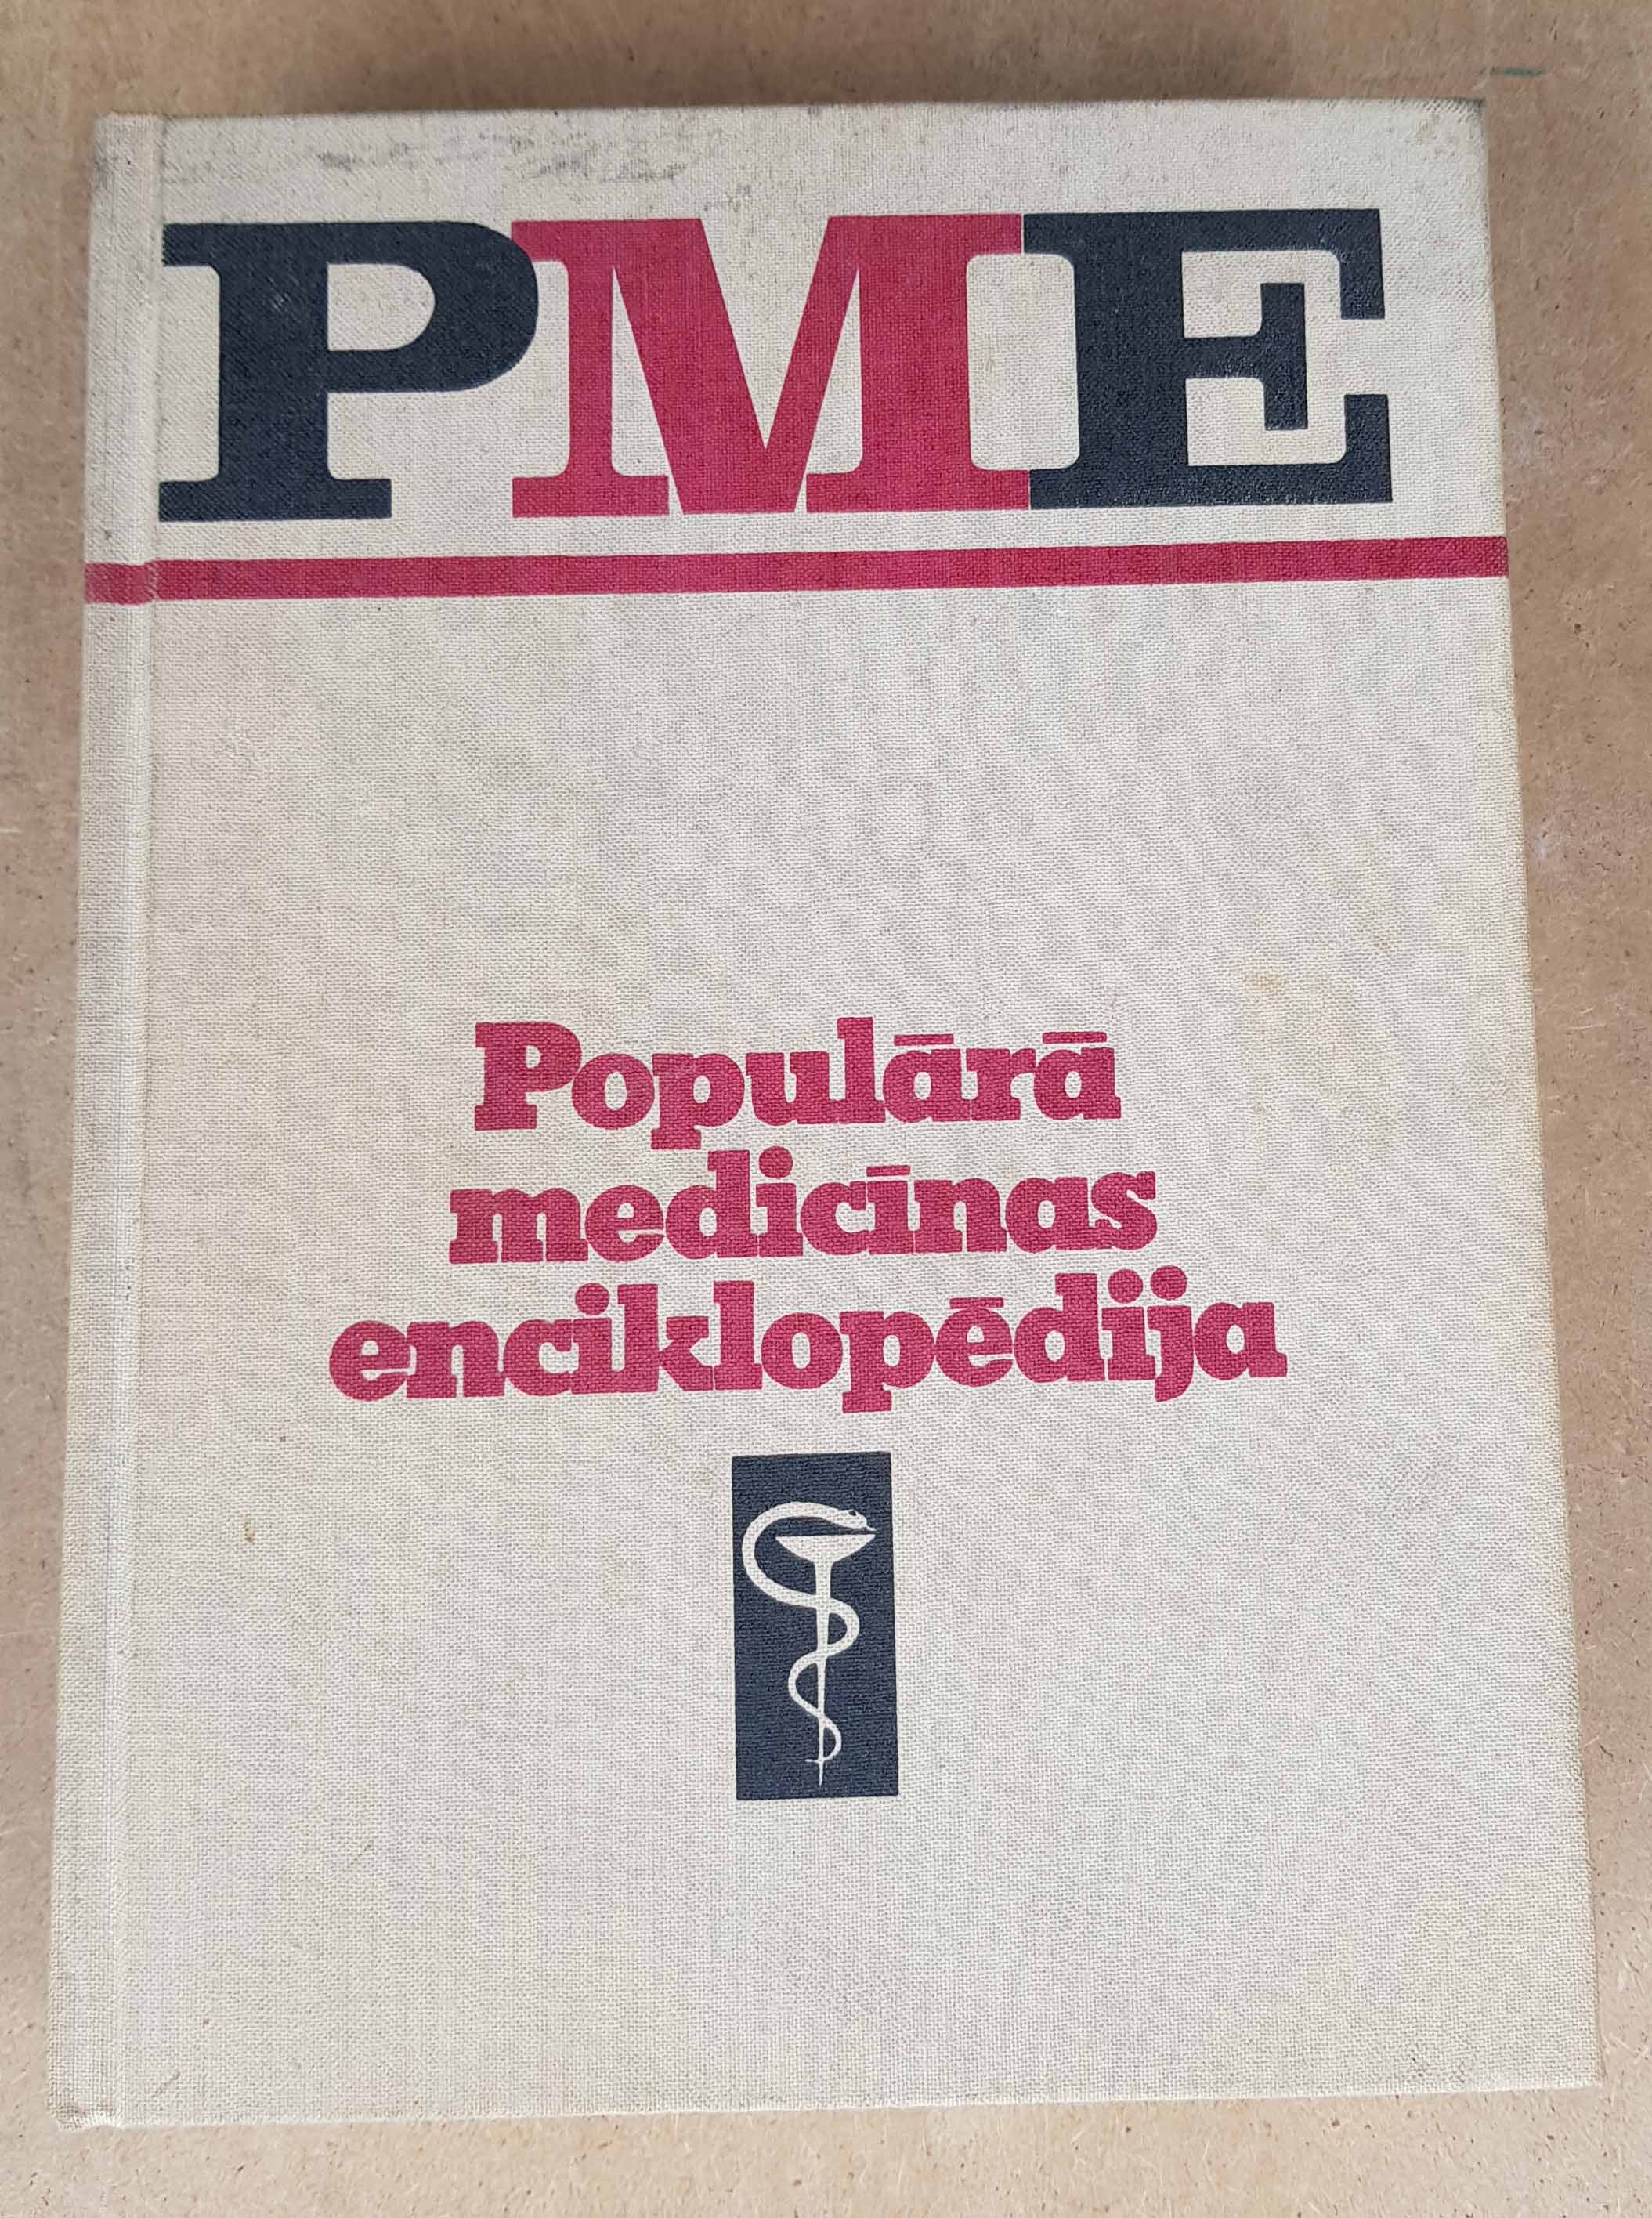 PME
Populārā
medicīnas
enciklopēdija